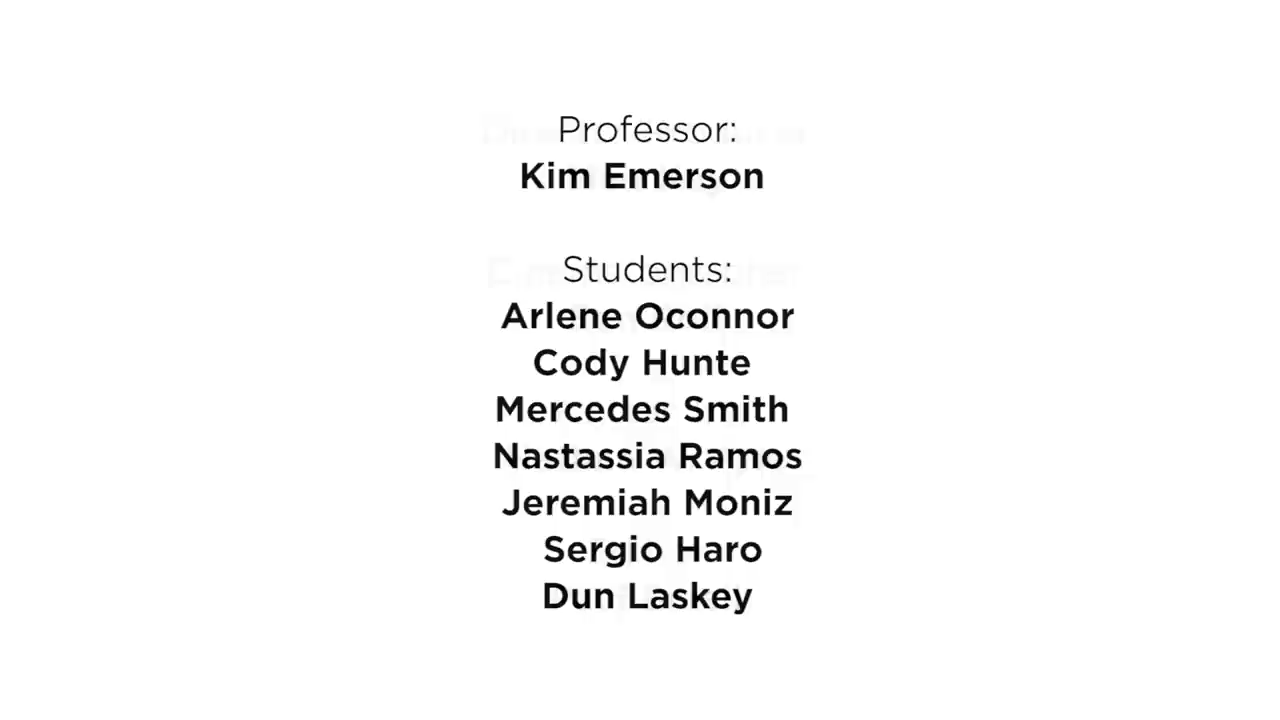 Professor:
Kim Emerson
Students:
Arlene Oconnor
Cody Hunte
Mercedes Smith
Nastassia Ramos
Jeremiah Moniz
Sergio Haro
Dun Laskey